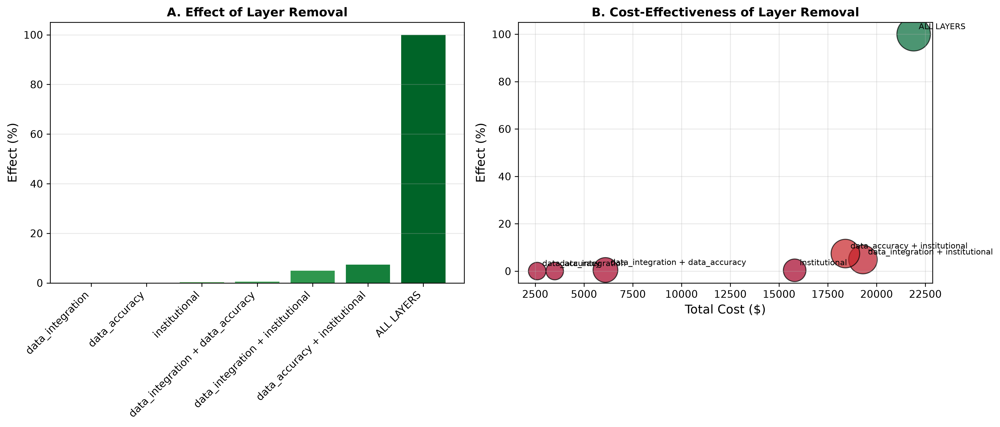 A. Effect of Layer Removal
Effect (%)
100
80
60
40
20
0
data_integration
data_accuracy
institutional
data_integration + data_accuracy
data_integration + institutional
data_accuracy + institutional
ALL LAYERS
B. Cost-Effectiveness of Layer Removal
Effect (%)
100
80
60
40
20
0
ALL LAYERS
data_accuracy + institutional
data_integration + institutional
data_accuracy
data_integration
data_integration + data_accuracy
institutional
2500
5000
7500
10000
12500
15000
17500
20000
22500
Total Cost ($)